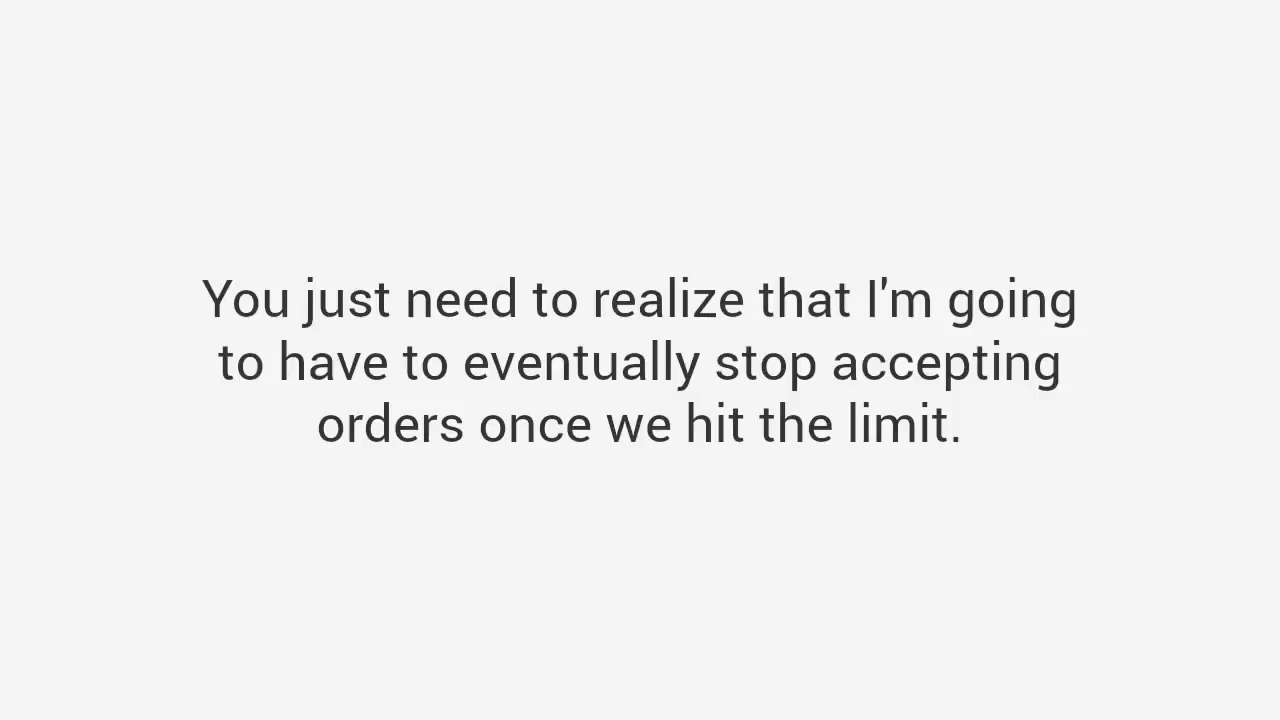 You just need to realize that I'm going
to have to eventually stop accepting
orders once we hit the limit.